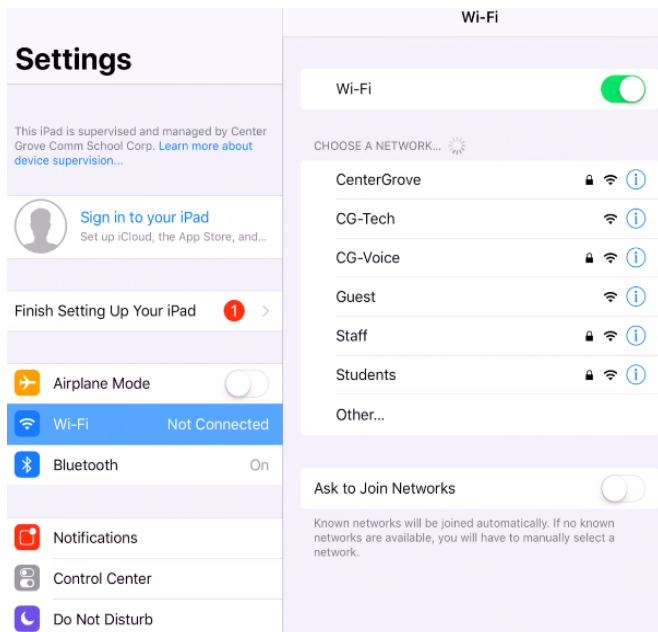 Settings
This iPad is supervised and managed by Center
Grove Comm School Corp. Learn more about
device supervision...
Sign in to your iPad
Set up iCloud, the App Store, and...
Finish Setting Up Your iPad 1
Airplane Mode
Wi-Fi Not Connected
Bluetooth On
Notifications
Control Center
Do Not Disturb
Wi-Fi
Wi-Fi
CHOOSE A NETWORK...
CenterGrove
CG-Tech
CG-Voice
Guest
Staff
Students
Other...
Ask to Join Networks
Known networks will be joined automatically. If no known
networks are available, you will have to manually select a
network.